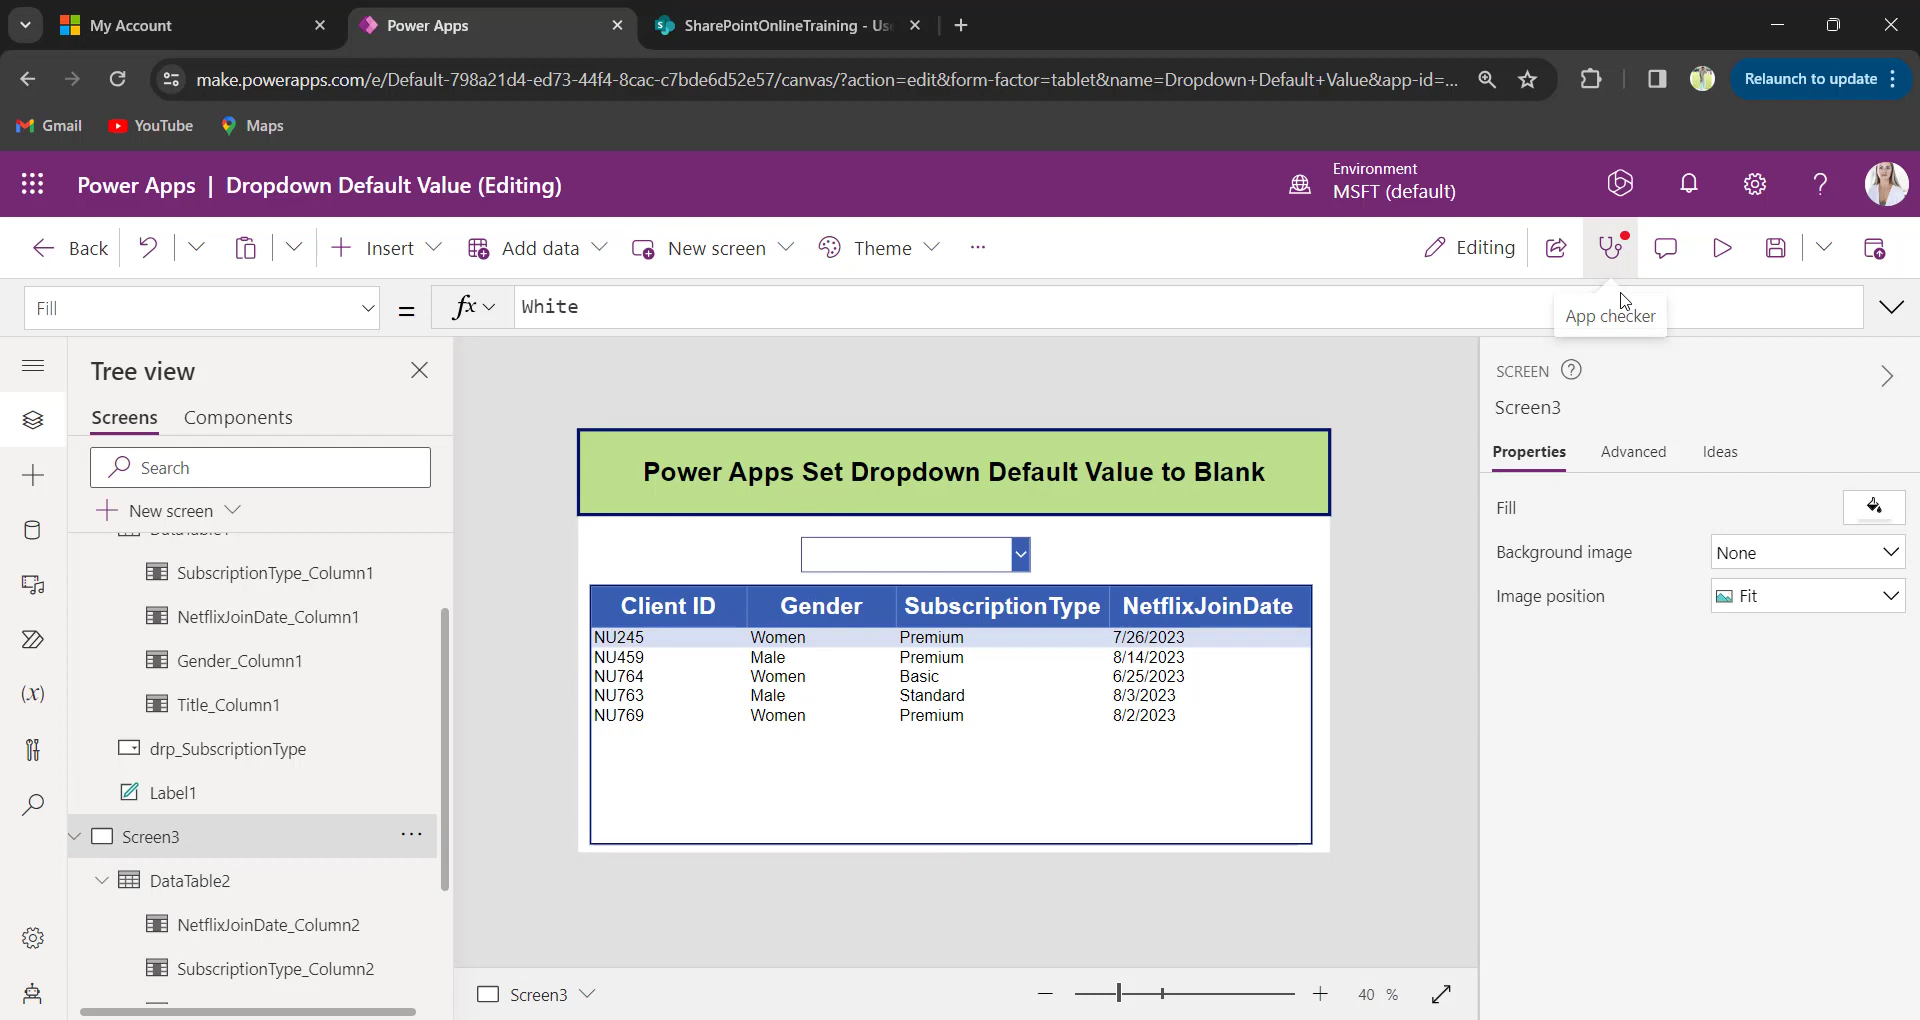 My Account
Power Apps
SharePointOnlineTraining - Us
make.powerapps.com/e/Default-798a21d4-ed73-44f4-8cac-c7bde6d52e57/canvas/?action=edit&form-factor=tablet&name=Dropdown+Default+Value&app-id=...
Relaunch to update
Gmail
YouTube
Maps
Power Apps | Dropdown Default Value (Editing)
Environment
MSFT (default)
Back
Insert
Add data
New screen
Theme
Editing
Fill
=
fx
White
App checker
Tree view
Screens
Components
Search
New screen
SubscriptionType_Column1
NetflixJoinDate_Column1
Gender_Column1
Title_Column1
drp_SubscriptionType
Label1
Screen3
DataTable2
NetflixJoinDate_Column2
SubscriptionType_Column2
Power Apps Set Dropdown Default Value to Blank
Client ID Gender SubscriptionType NetflixJoinDate
NU245 Women Premium 7/26/2023
NU459 Male Premium 8/14/2023
NU764 Women Basic 6/25/2023
NU763 Male Standard 8/3/2023
NU769 Women Premium 8/2/2023
Screen3
40 %
SCREEN
Screen3
Properties
Advanced
Ideas
Fill
Background image
None
Image position
Fit